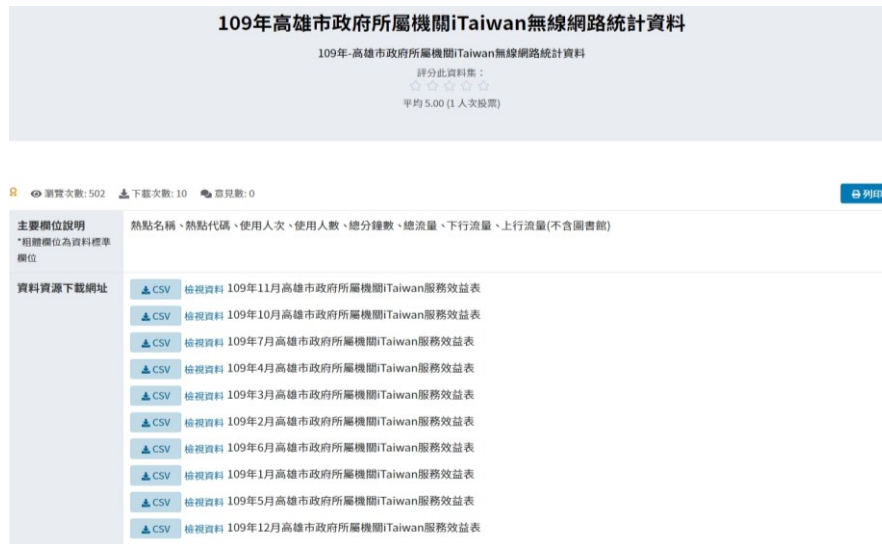 109年高雄市政府所屬機關iTaiwan無線網路統計資料
109年-高雄市政府所屬機關iTaiwan無線網路統計資料
評分此資料集：
平均 5.00 (1 人次投票)
瀏覽次數: 502 下載次數: 10 意見數: 0
列印
主要欄位說明
*粗體欄位為資料標準
欄位
熱點名稱、熱點代碼、使用人次、使用人數、總分鐘數、總流量、下行流量、上行流量(不含圖書館)
資料資源下載網址
CSV 檢視資料 109年11月高雄市政府所屬機關iTaiwan服務效益表
CSV 檢視資料 109年10月高雄市政府所屬機關iTaiwan服務效益表
CSV 檢視資料 109年7月高雄市政府所屬機關iTaiwan服務效益表
CSV 檢視資料 109年4月高雄市政府所屬機關iTaiwan服務效益表
CSV 檢視資料 109年3月高雄市政府所屬機關iTaiwan服務效益表
CSV 檢視資料 109年2月高雄市政府所屬機關iTaiwan服務效益表
CSV 檢視資料 109年6月高雄市政府所屬機關iTaiwan服務效益表
CSV 檢視資料 109年1月高雄市政府所屬機關iTaiwan服務效益表
CSV 檢視資料 109年5月高雄市政府所屬機關iTaiwan服務效益表
CSV 檢視資料 109年12月高雄市政府所屬機關iTaiwan服務效益表